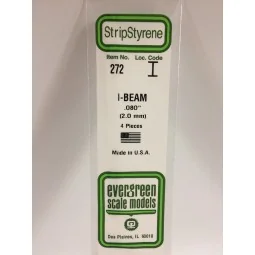 StripStyrene
Item No. Loc. Code
272 I
I-BEAM
.080"
(2.0 mm)
4 Pieces
Made in U.S.A.
evergreen
scale models
Des Plaines, IL 60018